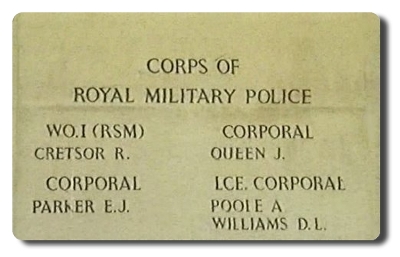 CORPS OF
ROYAL MILITARY POLICE
WO.I (RSM)
CRETSOR R.
CORPORAL
PARKER E.J.
CORPORAL
QUEEN J.
LCE. CORPORAL
POOLE A
WILLIAMS D.L.